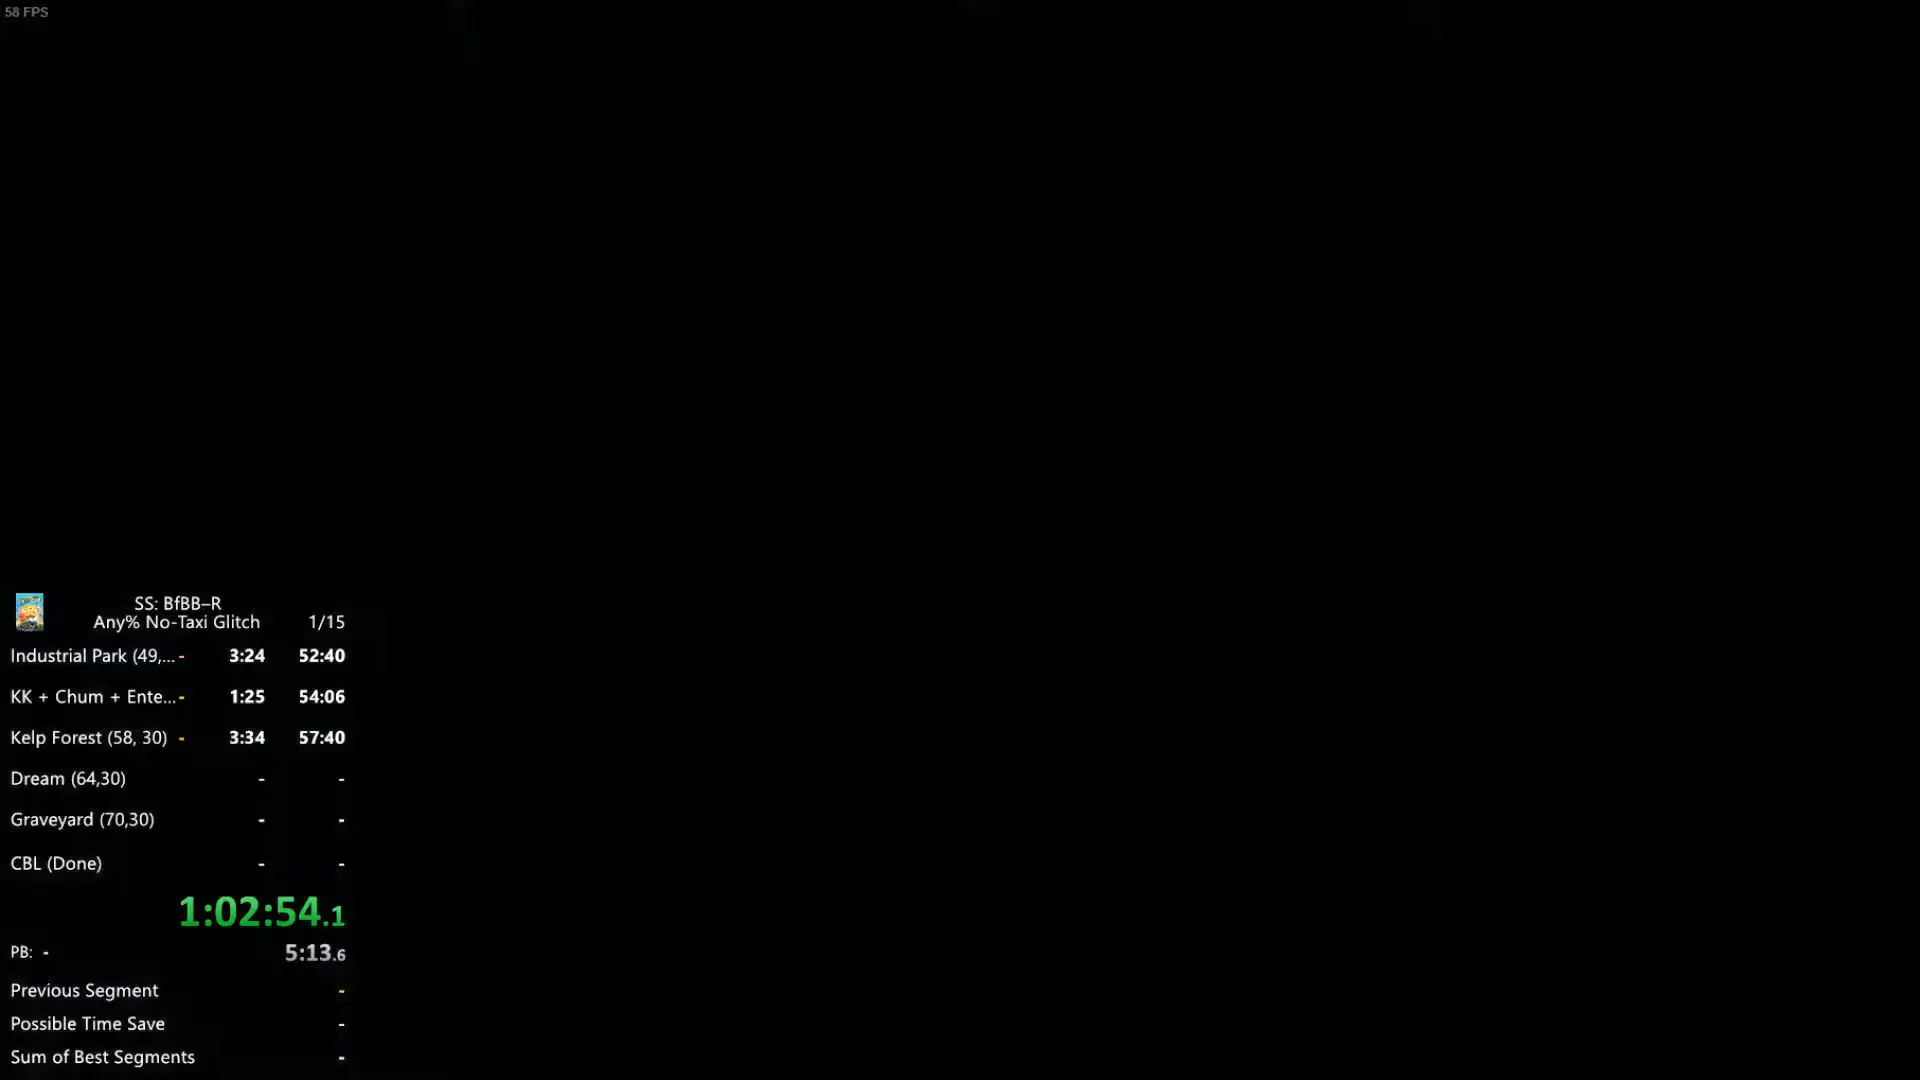 58 FPS
SS: BfBB–R
Any% No-Taxi Glitch 1/15
Industrial Park (49,... - 3:24 52:40
KK + Chum + Ente... - 1:25 54:06
Kelp Forest (58, 30) - 3:34 57:40
Dream (64,30) - -
Graveyard (70,30) - -
CBL (Done) - -
1:02:54.1
PB: - 5:13.6
Previous Segment -
Possible Time Save -
Sum of Best Segments -